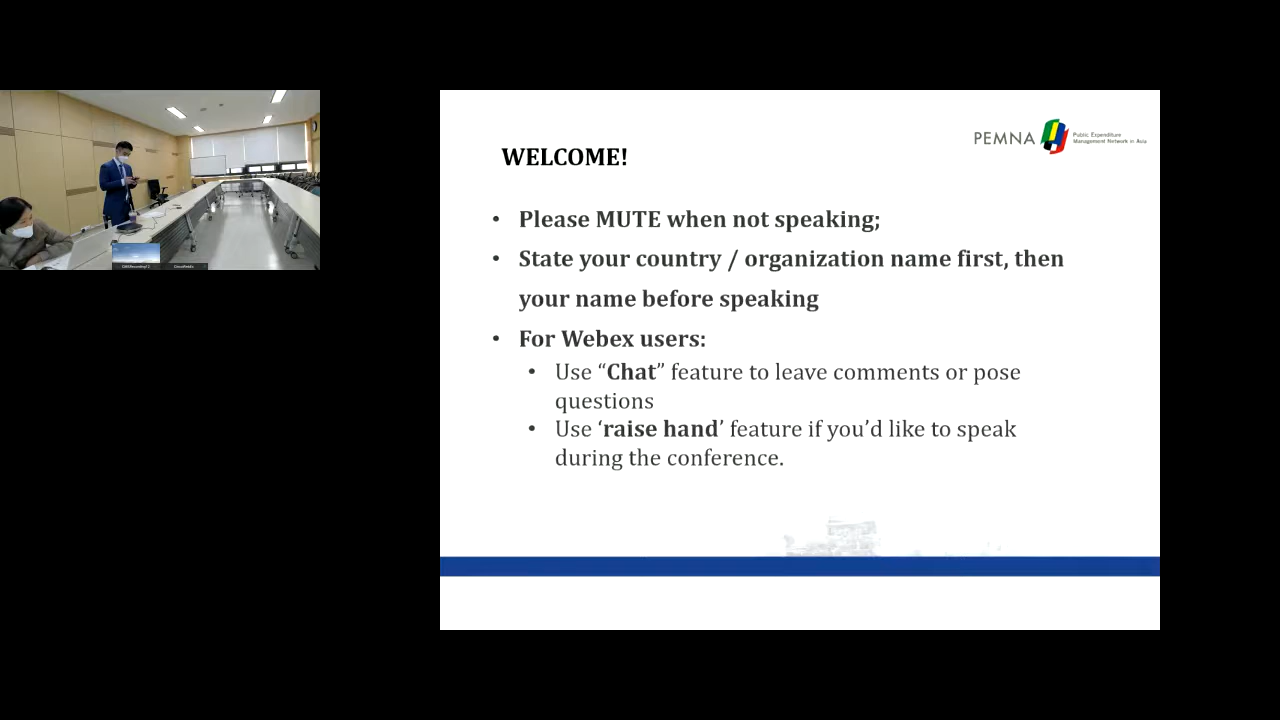 WELCOME!
PEMNA
Public Expenditure
Management Network in Asia
• Please MUTE when not speaking;
• State your country / organization name first, then
your name before speaking
• For Webex users:
• Use “Chat” feature to leave comments or pose
questions
• Use ‘raise hand’ feature if you’d like to speak
during the conference.